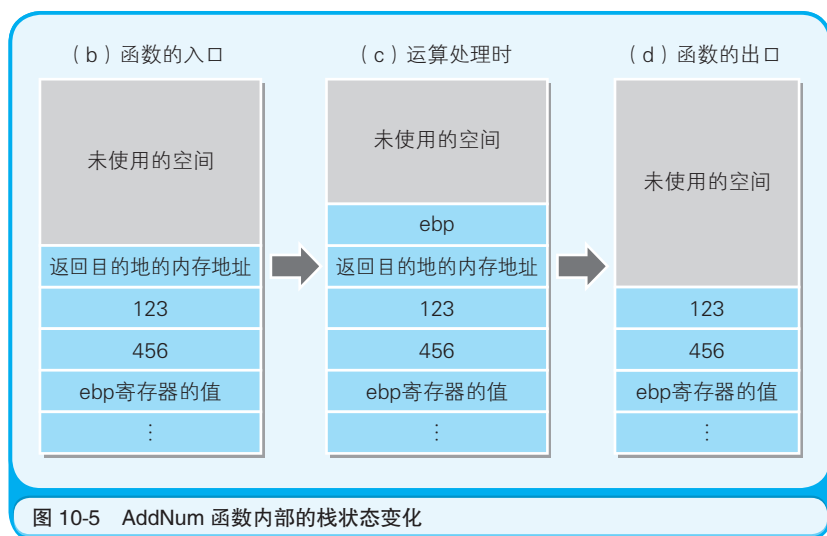 (b)函数的入口
未使用的空间
返回目的地的内存地址
123
456
ebp寄存器的值
⋮
(c)运算处理时
未使用的空间
ebp
返回目的地的内存地址
123
456
ebp寄存器的值
⋮
(d)函数的出口
未使用的空间
123
456
ebp寄存器的值
⋮
图 10-5 AddNum 函数内部的栈状态变化